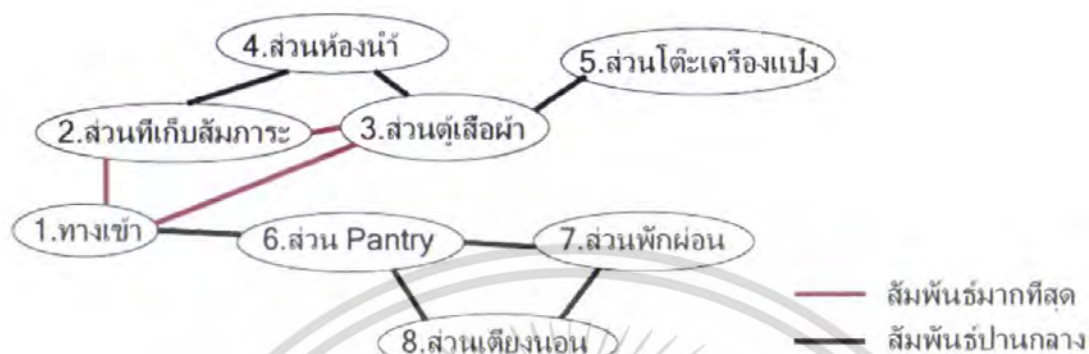 4.ส่วนห้องน้ำ
5.ส่วนโต๊ะเครื่องแป้ง
2.ส่วนที่เก็บสัมภาระ
3.ส่วนตู้เสื้อผ้า
1.ทางเข้า
6.ส่วน Pantry
7.ส่วนพักผ่อน
8.ส่วนเตียงนอน
สัมพันธ์มากที่สุด
สัมพันธ์ปานกลาง